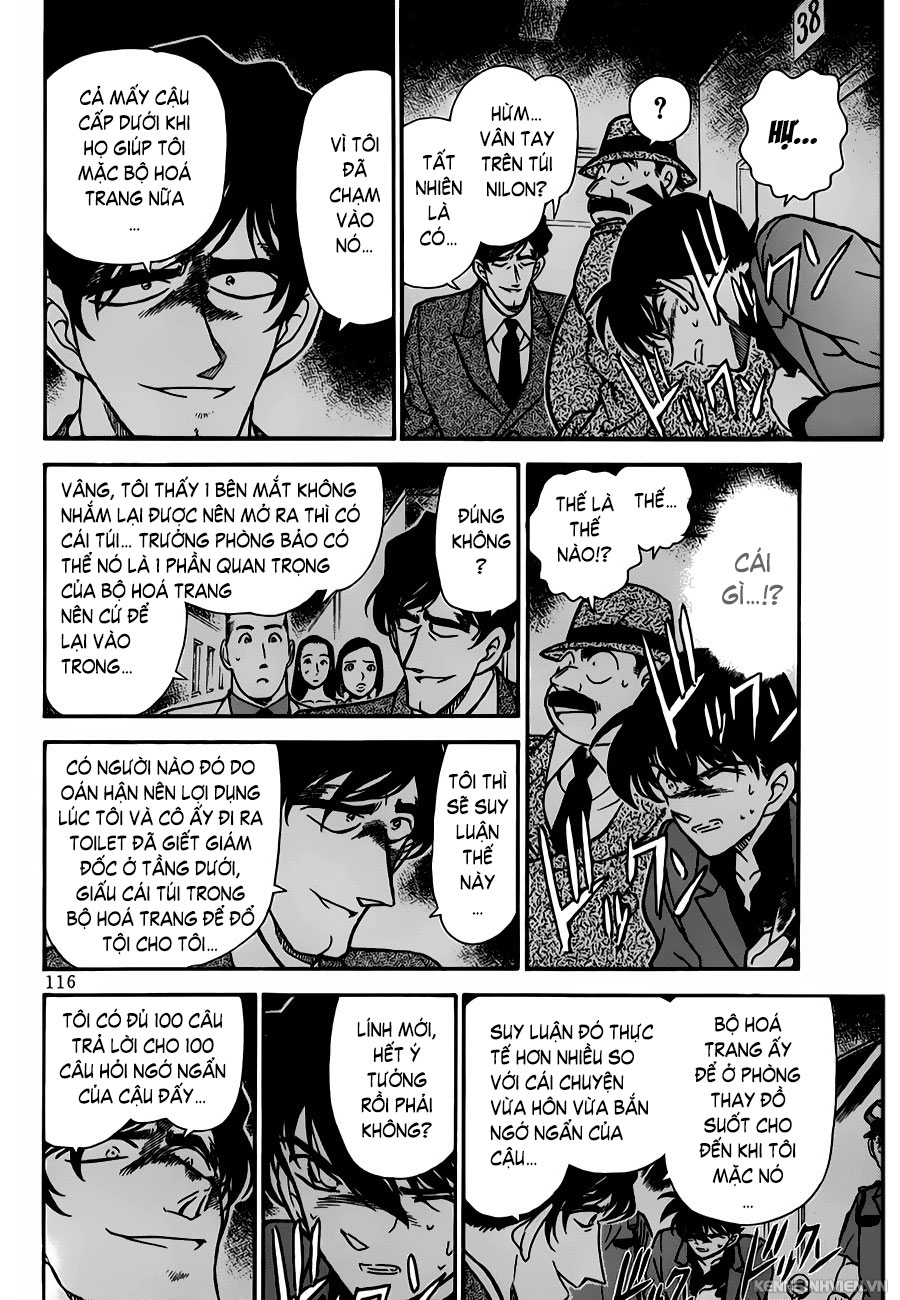 38
HỰ...
?
HỪM...
VÂN TAY
TRÊN TÚI
NILON?
TẤT
NHIÊN LÀ
CÓ...
VÌ TÔI
ĐÃ
CHẠM
VÀO
NÓ...
CẢ MẤY CẬU
CẤP DƯỚI KHI
HỌ GIÚP TÔI
MẶC BỘ HOÁ
TRANG NỮA
...
CÁI
GÌ...!?
THẾ...
THẾ LÀ
THẾ
NÀO!?
ĐÚNG
KHÔNG
?
VÂNG, TÔI THẤY 1 BÊN MẮT KHÔNG
NHẮM LẠI ĐƯỢC NÊN MỞ RA THÌ CÓ
CÁI TÚI... TRƯỞNG PHÒNG BẢO CÓ
THỂ NÓ LÀ 1 PHẦN QUAN TRỌNG
CỦA BỘ HOÁ TRANG
NÊN CỨ ĐỂ
LẠI VÀO
TRONG...
TÔI THÌ
SẼ SUY
LUẬN
THẾ
NÀY
...
CÓ NGƯỜI NÀO ĐÓ DO
OÁN HẬN NÊN LỢI DỤNG
LÚC TÔI VÀ CÔ ẤY ĐI RA
TOILET ĐÃ GIẾT GIÁM
ĐỐC Ở TẦNG DƯỚI,
GIẤU CÁI TÚI TRONG
BỘ HOÁ TRANG ĐỂ ĐỔ
TỘI CHO TÔI...
116
BỘ HOÁ
TRANG ẤY
ĐỂ Ở PHÒNG
THAY ĐỒ
SUỐT CHO
ĐẾN KHI TÔI
MẶC NÓ
...
SUY LUẬN ĐÓ THỰC
TẾ HƠN NHIỀU SO
VỚI CÁI CHUYỆN
VỪA HÔN VỪA BẮN
NGỚ NGẨN CỦA
CẬU...
LÍNH MỚI,
HẾT Ý
TƯỞNG
RỒI PHẢI
KHÔNG?
TÔI CÓ ĐỦ 100 CÂU
TRẢ LỜI CHO 100
CÂU HỎI NGỚ NGẨN
CỦA CẬU ĐẤY...
KENHSINHVIEN.VN